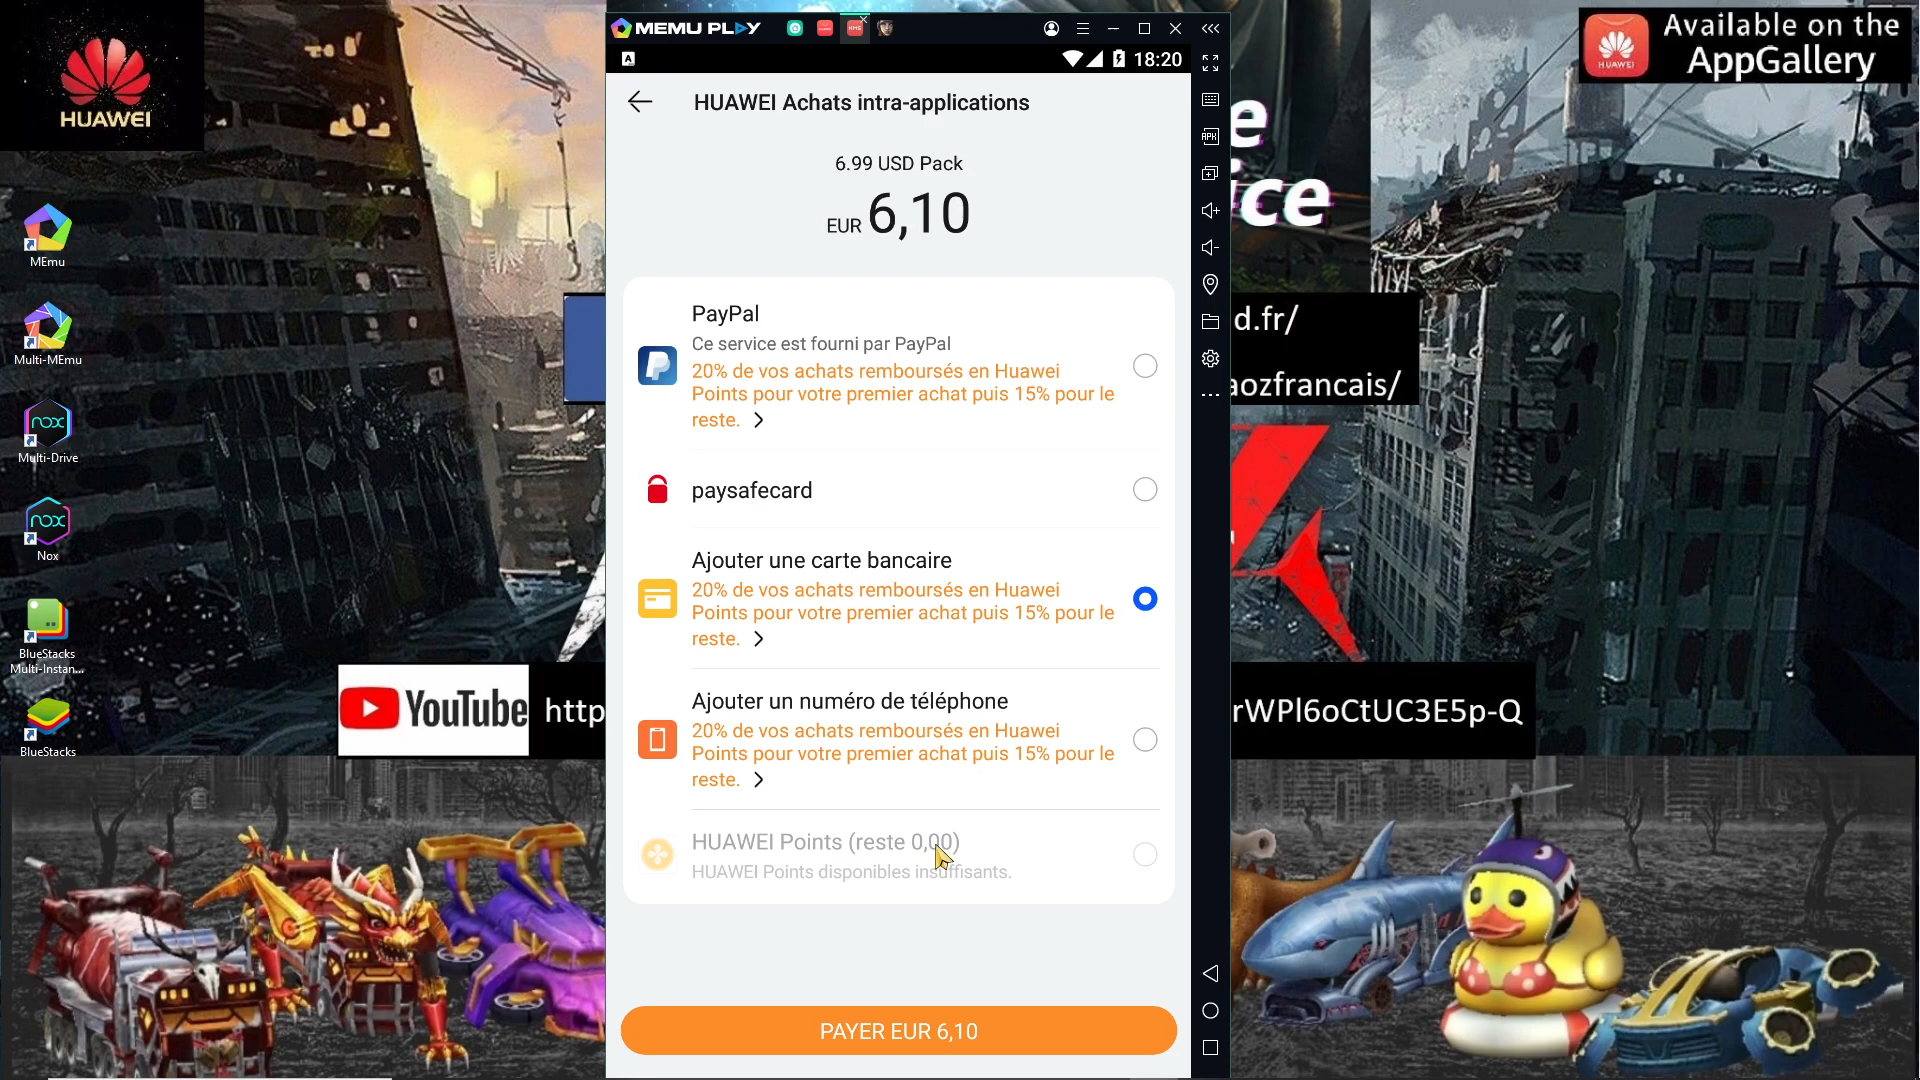 HUAWEI
MEmu
Multi-MEmu
Multi-Drive
Nox
BlueStacks
Multi-Instan...
BlueStacks
YouTube
http
MEMU PLAY
A
18:20
HUAWEI Achats intra-applications
6.99 USD Pack
EUR 6,10
PayPal
Ce service est fourni par PayPal
20% de vos achats remboursés en Huawei
Points pour votre premier achat puis 15% pour le
reste.
paysafecard
Ajouter une carte bancaire
20% de vos achats remboursés en Huawei
Points pour votre premier achat puis 15% pour le
reste.
Ajouter un numéro de téléphone
20% de vos achats remboursés en Huawei
Points pour votre premier achat puis 15% pour le
reste.
HUAWEI Points (reste 0,00)
HUAWEI Points disponibles insuffisants.
PAYER EUR 6,10
APK
HUAWEI
Available on the
AppGallery
e
ice
d.fr/
aozfrancais/
rWPl6oCtUC3E5p-Q